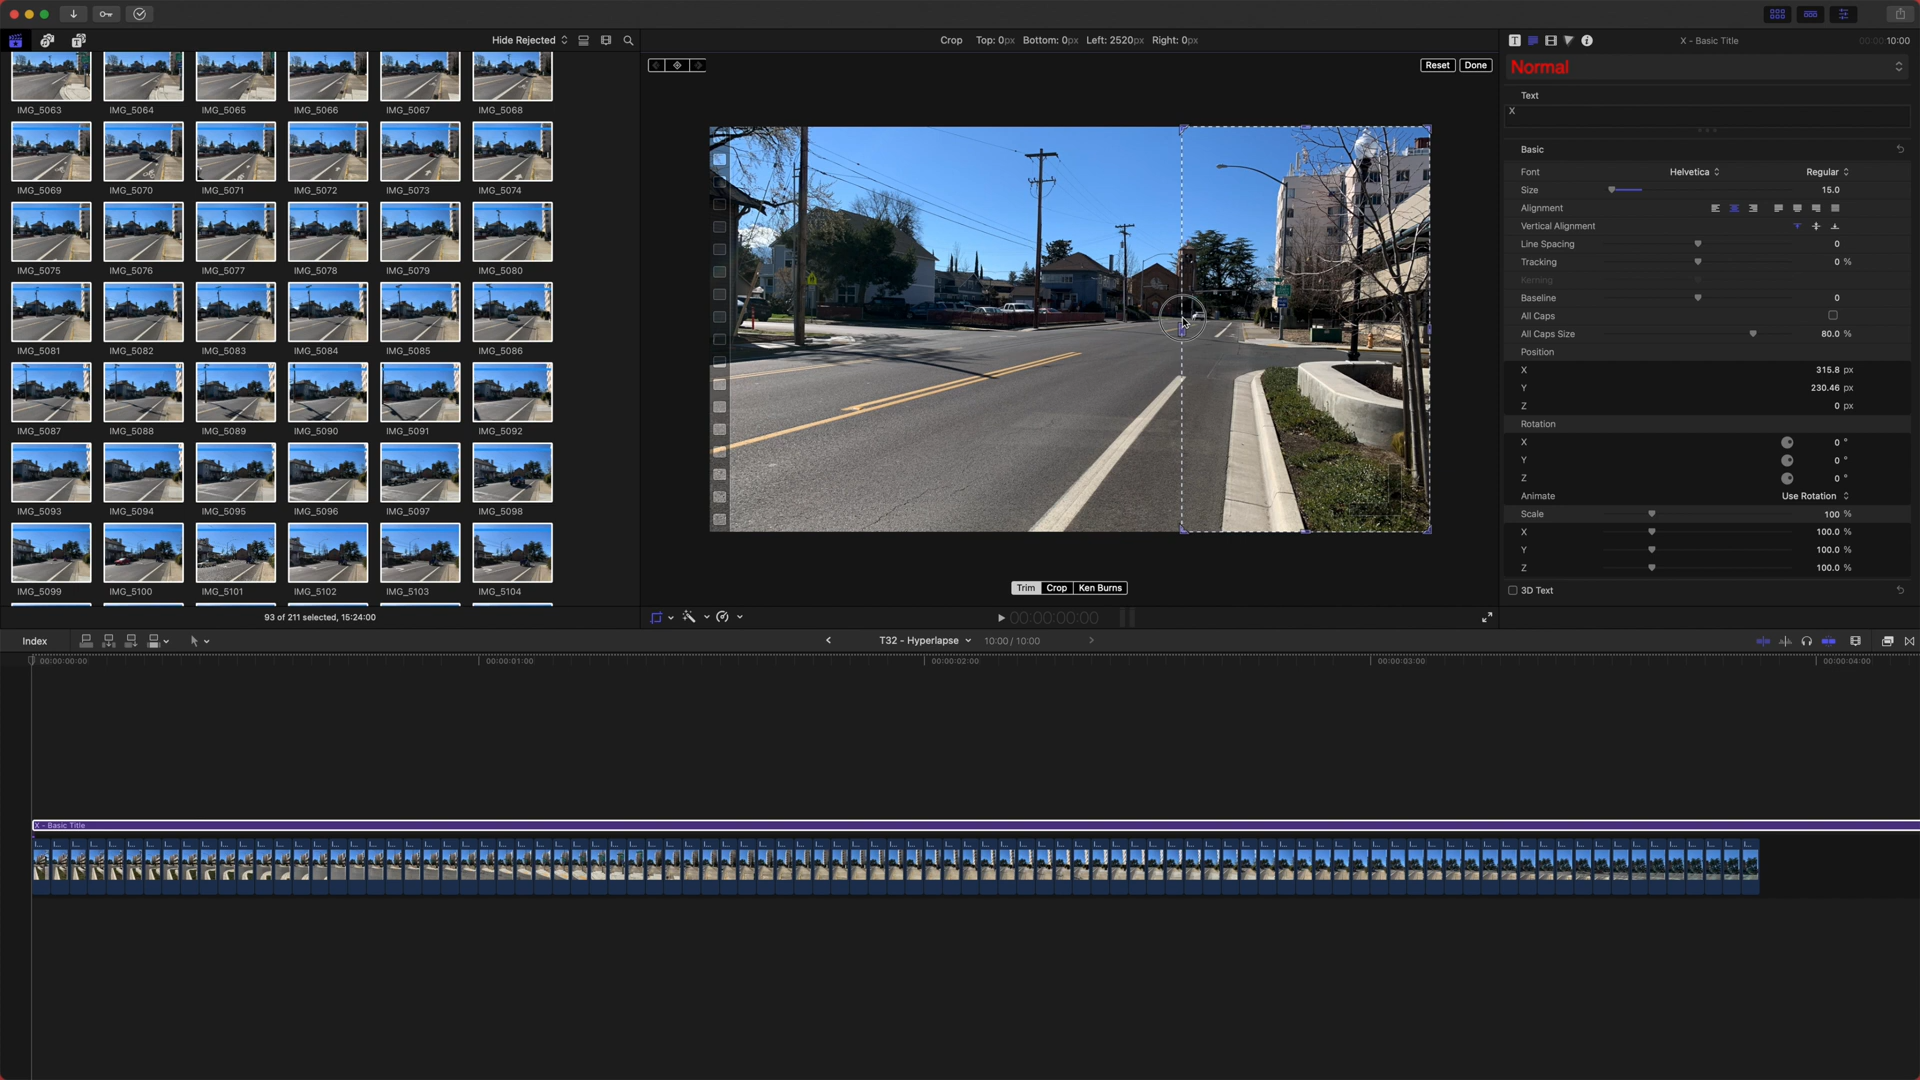 Hide Rejected
Crop Top: 0px Bottom: 0px Left: 2520px Right: 0px
X - Basic Title
00:00:10:00
Reset Done
Normal
Text
X
Basic
Font Helvetica Regular
Size 15.0
Alignment
Vertical Alignment
Line Spacing 0
Tracking 0 %
Kerning
Baseline 0
All Caps
All Caps Size 80.0 %
Position
X 315.8 px
Y 230.46 px
Z 0 px
Rotation
X 0 °
Y 0 °
Z 0 °
Animate Use Rotation
Scale 100 %
X 100.0 %
Y 100.0 %
Z 100.0 %
3D Text
IMG_5063 IMG_5064 IMG_5065 IMG_5066 IMG_5067 IMG_5068
IMG_5069 IMG_5070 IMG_5071 IMG_5072 IMG_5073 IMG_5074
IMG_5075 IMG_5076 IMG_5077 IMG_5078 IMG_5079 IMG_5080
IMG_5081 IMG_5082 IMG_5083 IMG_5084 IMG_5085 IMG_5086
IMG_5087 IMG_5088 IMG_5089 IMG_5090 IMG_5091 IMG_5092
IMG_5093 IMG_5094 IMG_5095 IMG_5096 IMG_5097 IMG_5098
IMG_5099 IMG_5100 IMG_5101 IMG_5102 IMG_5103 IMG_5104
93 of 211 selected, 15:24:00
Trim Crop Ken Burns
00:00:00:00
Index
T32 - Hyperlapse 10:00 / 10:00
00:00:00:00 00:00:01:00 00:00:02:00 00:00:03:00 00:00:04:00
X - Basic Title